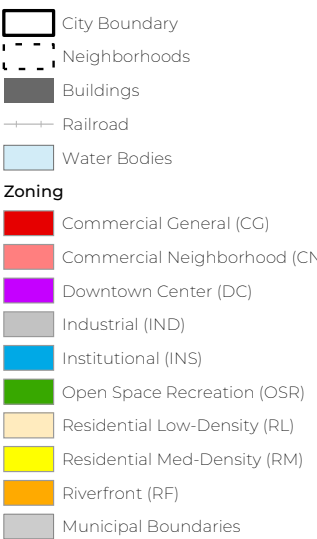 City Boundary
Neighborhoods
Buildings
Railroad
Water Bodies
Zoning
Commercial General (CG)
Commercial Neighborhood (CN
Downtown Center (DC)
Industrial (IND)
Institutional (INS)
Open Space Recreation (OSR)
Residential Low-Density (RL)
Residential Med-Density (RM)
Riverfront (RF)
Municipal Boundaries